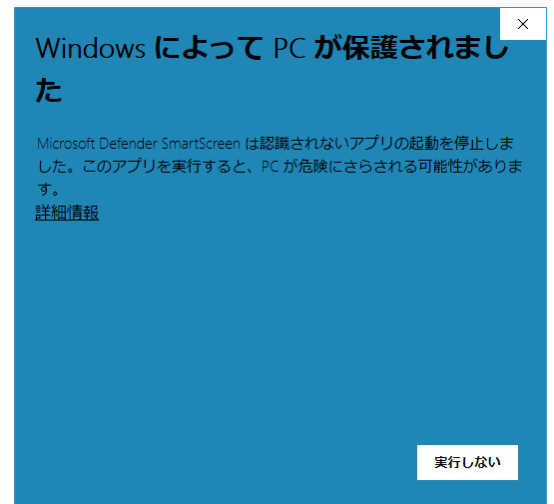 Windows によって PC が保護されまし
た
Microsoft Defender SmartScreen は認識されないアプリの起動を停止しま
した。このアプリを実行すると、PC が危険にさらされる可能性がありま
す。
詳細情報
実行しない